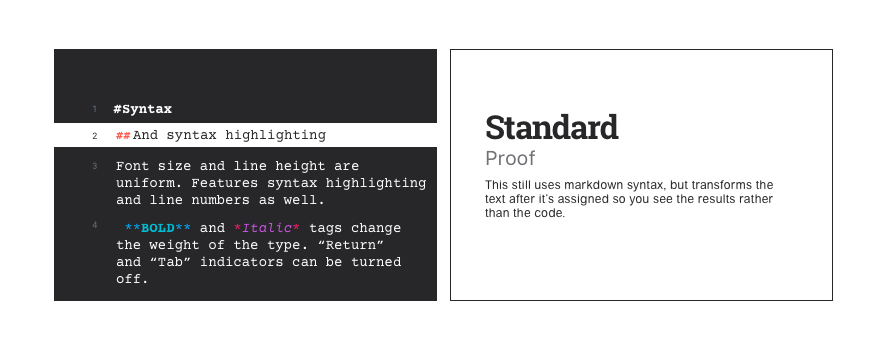 1 #Syntax
2 ##And syntax highlighting
3 Font size and line height are
uniform. Features syntax highlighting
and line numbers as well.
4 **BOLD** and *Italic* tags change
the weight of the type. “Return”
and “Tab” indicators can be turned
off.
Standard
Proof
This still uses markdown syntax, but transforms the
text after it’s assigned so you see the results rather
than the code.